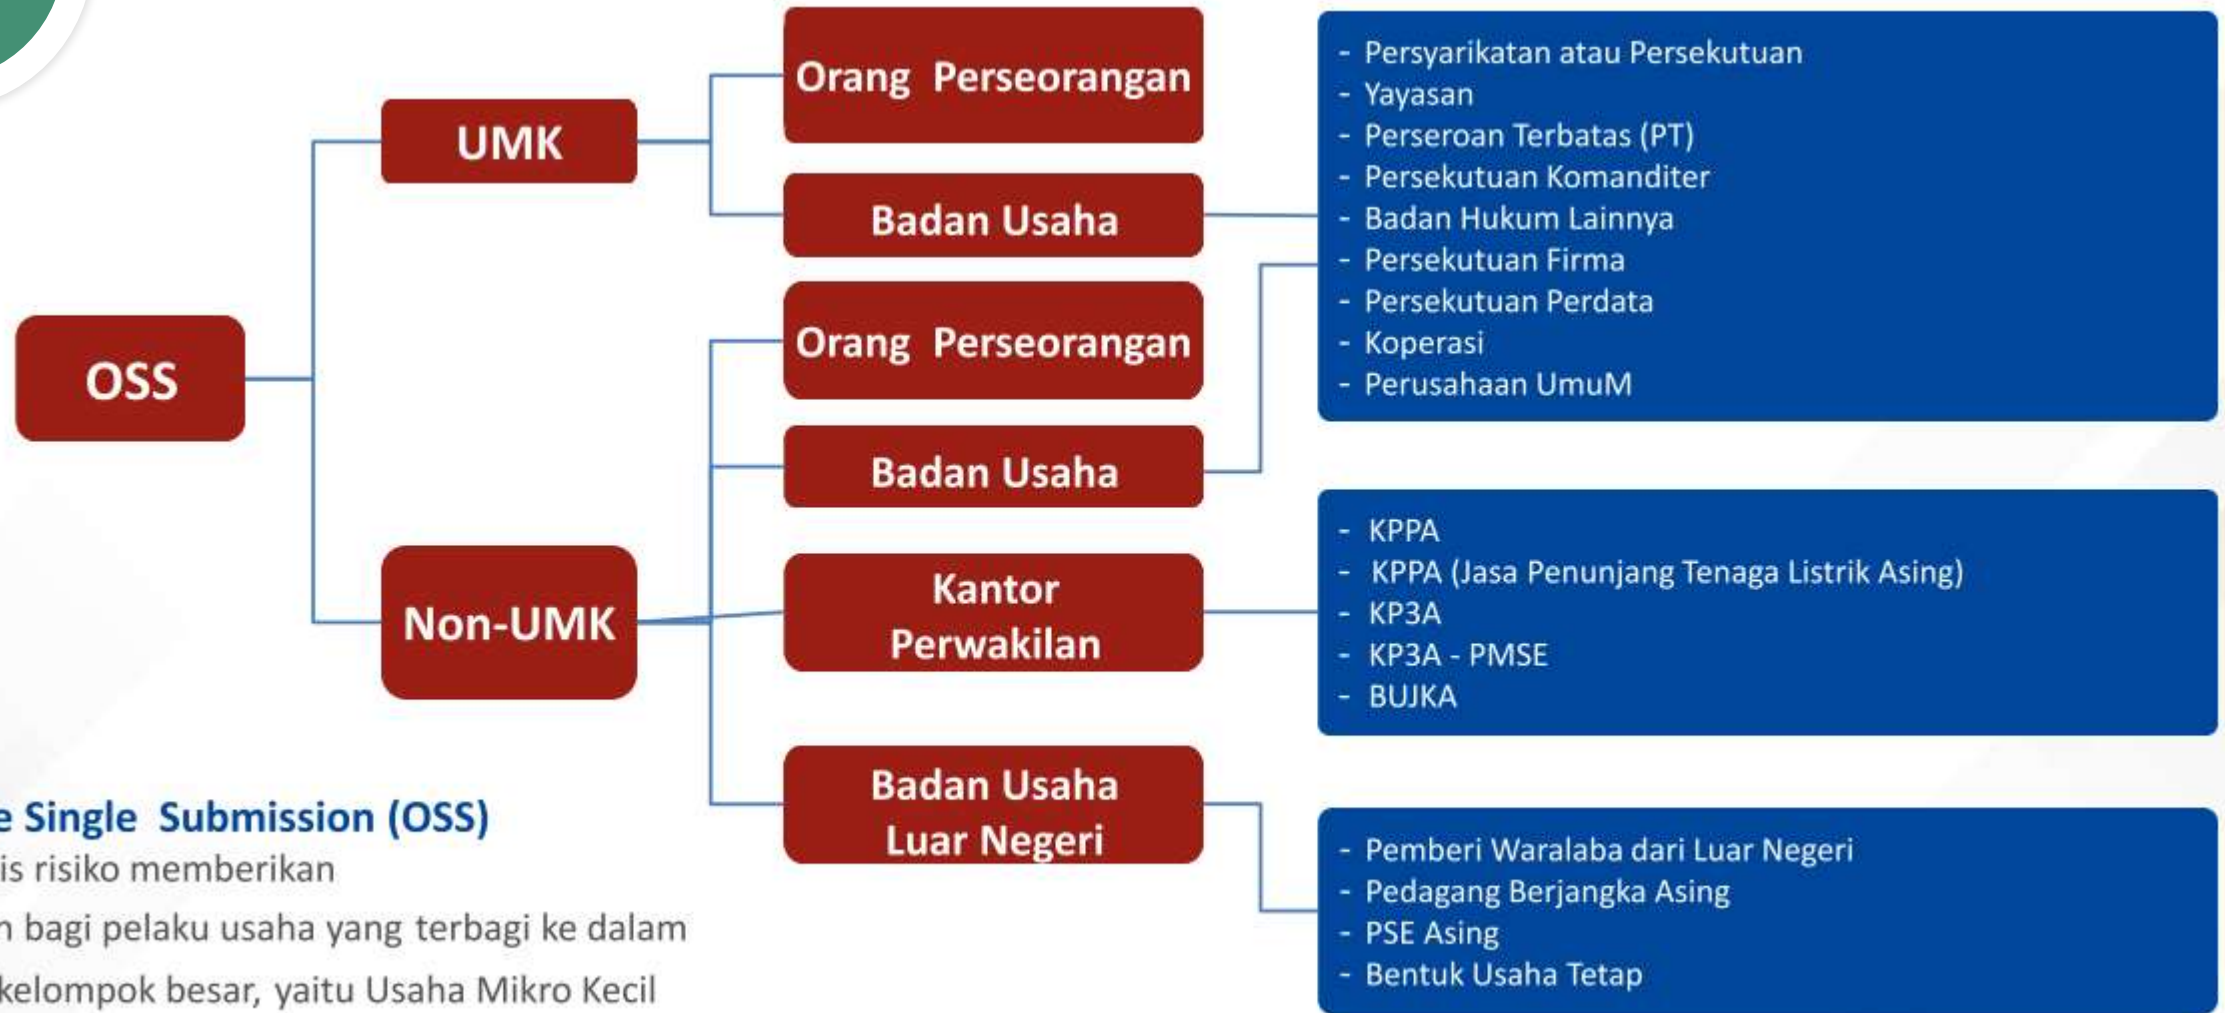 OSS
UMK
Orang Perseorangan
Badan Usaha
- Persyarikatan atau Persekutuan
- Yayasan
- Perseroan Terbatas (PT)
- Persekutuan Komanditer
- Badan Hukum Lainnya
- Persekutuan Firma
- Persekutuan Perdata
- Koperasi
- Perusahaan UmuM
Non-UMK
Orang Perseorangan
Badan Usaha
Kantor
Perwakilan
- KPPA
- KPPA (Jasa Penunjang Tenaga Listrik Asing)
- KP3A
- KP3A - PMSE
- BUJKA
Badan Usaha
Luar Negeri
- Pemberi Waralaba dari Luar Negeri
- Pedagang Berjangka Asing
- PSE Asing
- Bentuk Usaha Tetap
e Single Submission (OSS)
is risiko memberikan
bagi pelaku usaha yang terbagi ke dalam
kelompok besar, yaitu Usaha Mikro Kecil